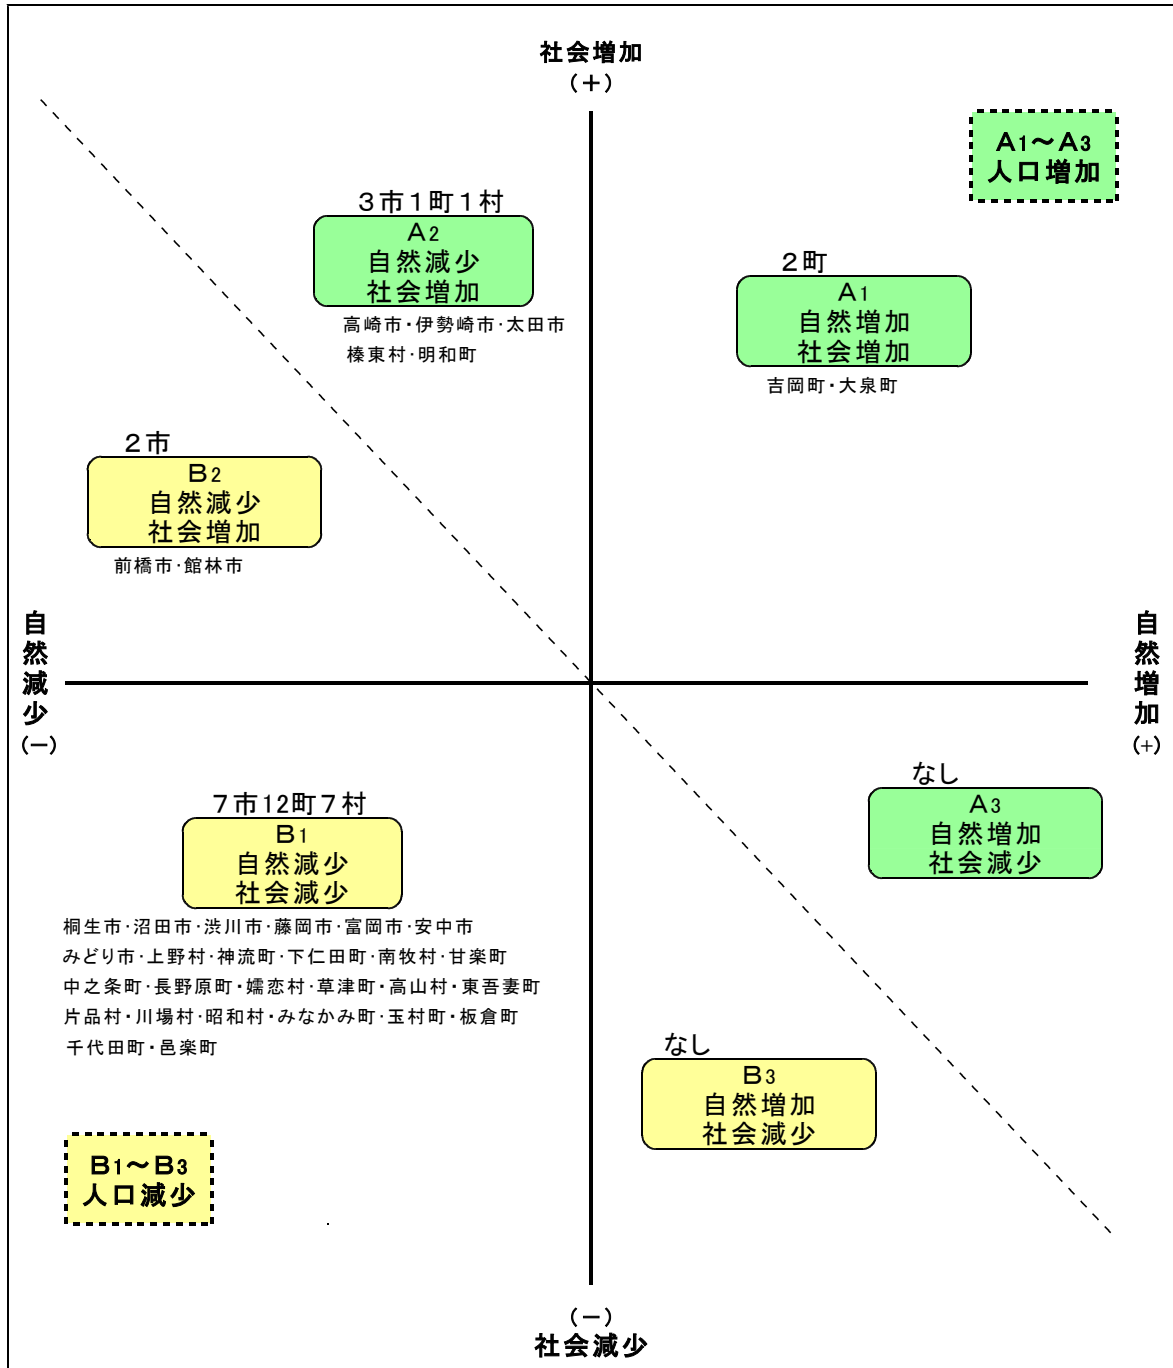 社会増加
(＋)
A1～A3
人口増加
３市１町１村
A2
自然減少
社会増加
高崎市・伊勢崎市・太田市
榛東村・明和町
２町
A1
自然増加
社会増加
吉岡町・大泉町
２市
B2
自然減少
社会増加
前橋市・館林市
自然減少
(－)
自然増加
(+)
なし
A3
自然増加
社会減少
７市12町７村
B1
自然減少
社会減少
桐生市・沼田市・渋川市・藤岡市・富岡市・安中市
みどり市・上野村・神流町・下仁田町・南牧村・甘楽町
中之条町・長野原町・嬬恋村・草津町・高山村・東吾妻町
片品村・川場村・昭和村・みなかみ町・玉村町・板倉町
千代田町・邑楽町
なし
B3
自然増加
社会減少
B1～B3
人口減少
(－)
社会減少